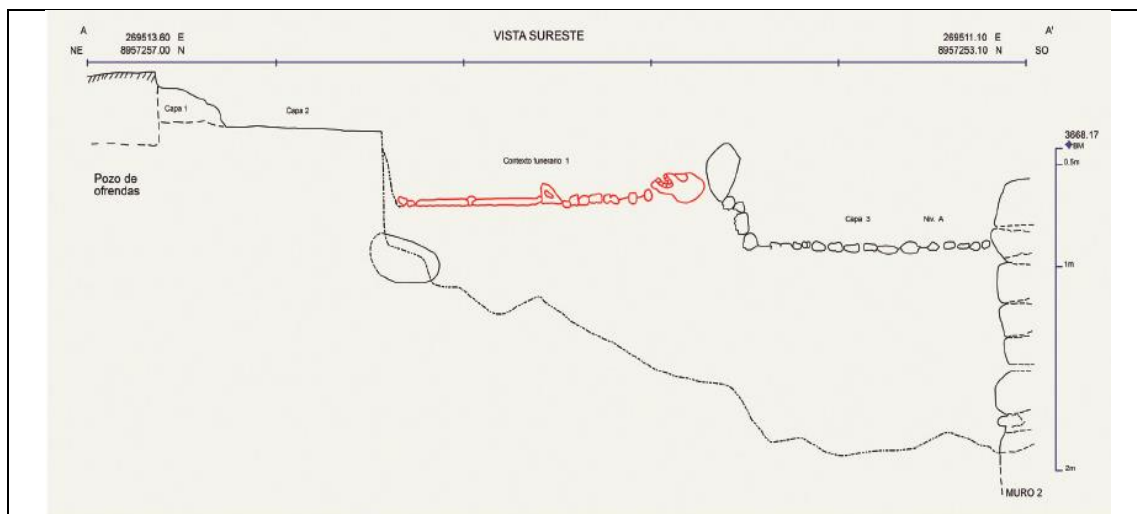 A
NE
269513.60 E
8957257.00 N
VISTA SURESTE
269511.10 E
8957253.10 N
A'
SO
Capa 1
Capa 2
Pozo de
ofrendas
Contexto funerario 1
Capa 3
Niv. A
3668.17
BM
0.5m
1m
2m
MURO 2